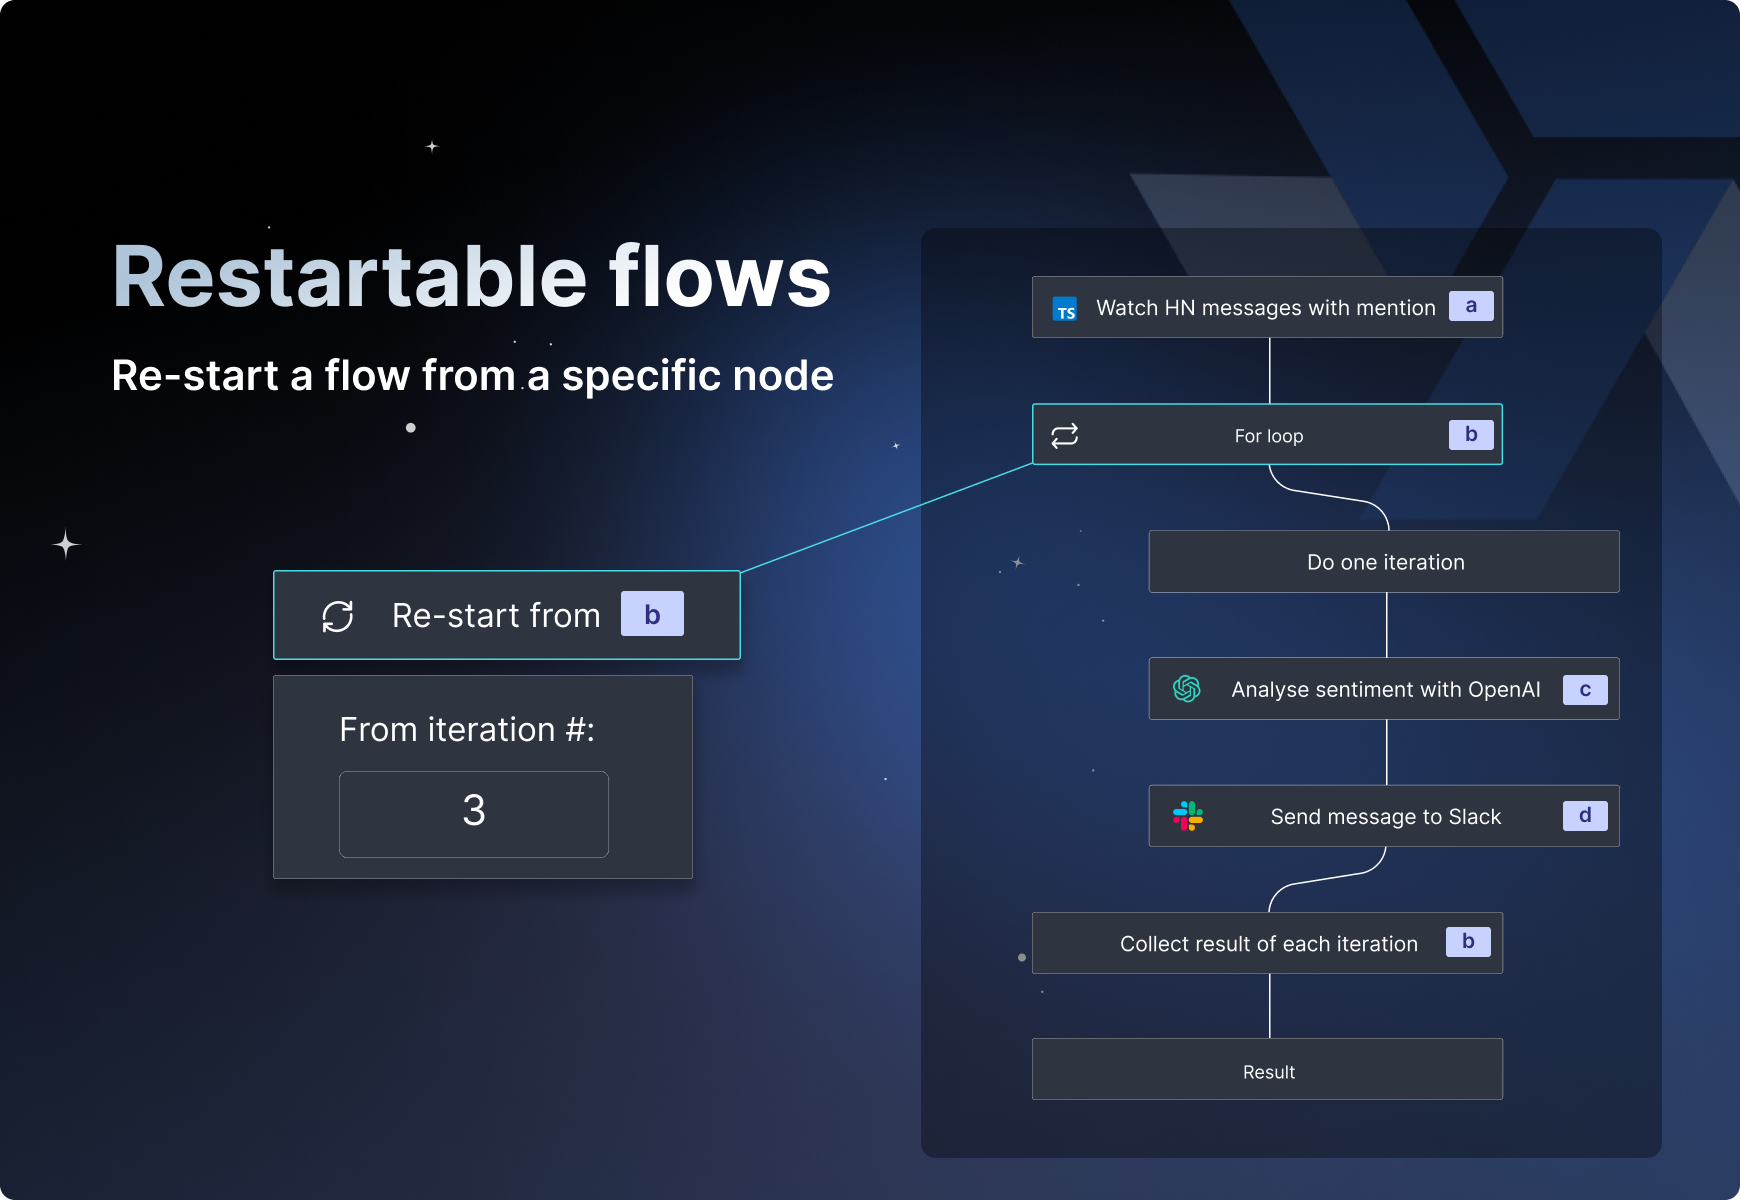 Restartable flows
Re-start a flow from a specific node
Re-start from b
From iteration #:
3
TS Watch HN messages with mention a
For loop b
Do one iteration
Analyse sentiment with OpenAI c
Send message to Slack d
Collect result of each iteration b
Result